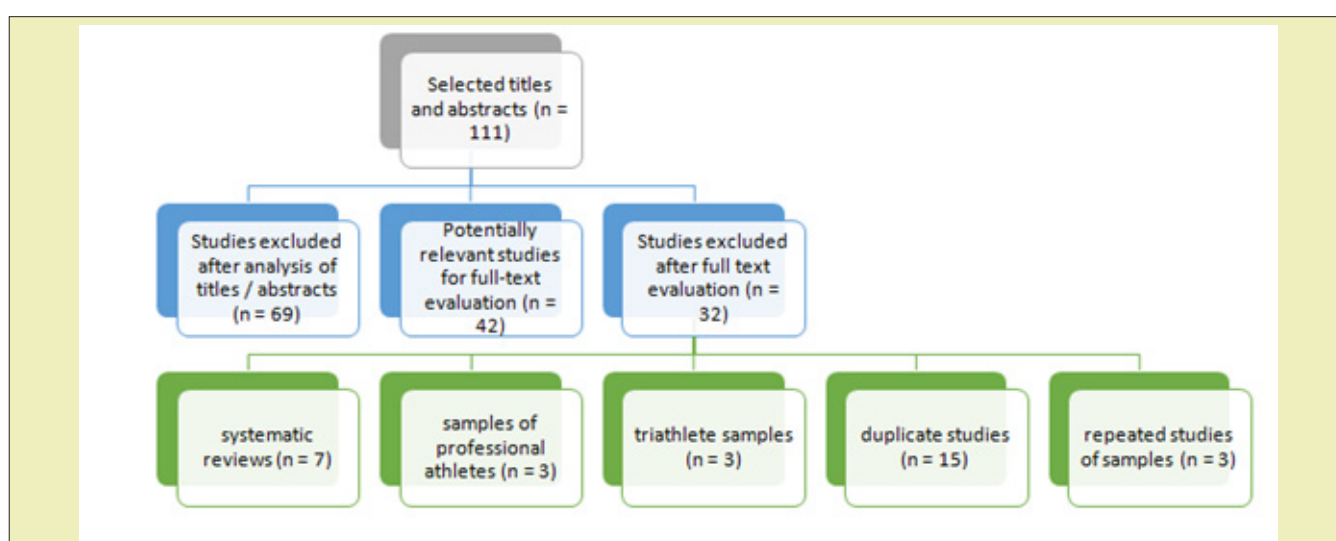 Selected titles
and abstracts (n =
111)
Studies excluded
after analysis of
titles / abstracts
(n = 69)
Potentially
relevant studies
for full-text
evaluation (n =
42)
Studies excluded
after full text
evaluation (n =
32)
systematic
reviews (n = 7)
samples of
professional
athletes (n = 3)
triathlete samples
(n = 3)
duplicate studies
(n = 15)
repeated studies
of samples (n = 3)